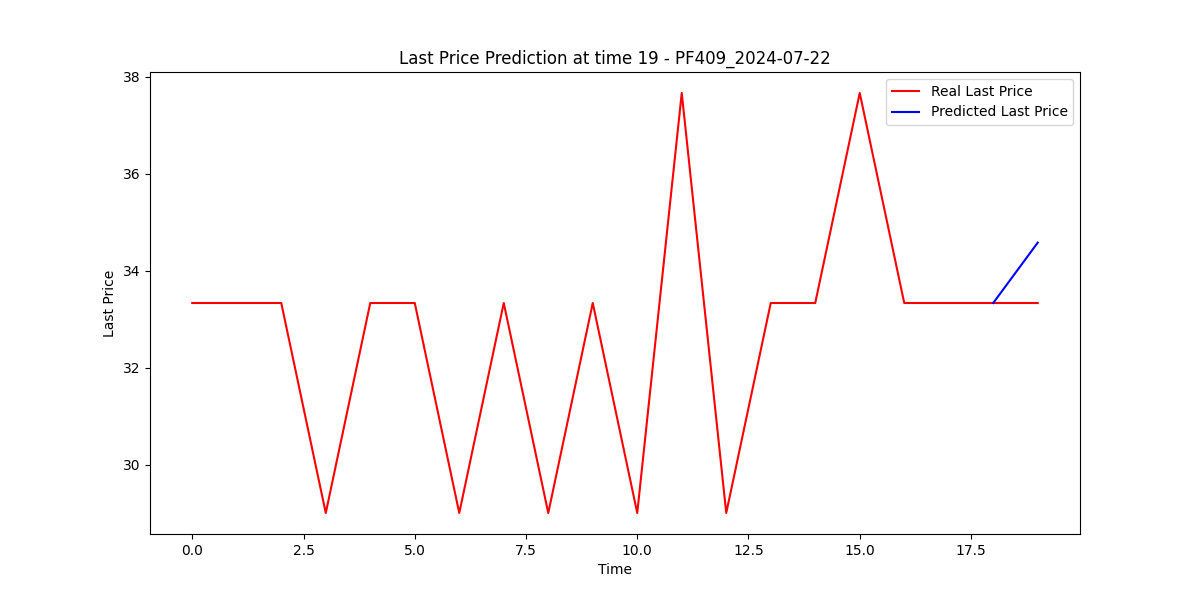 Last Price Prediction at time 19 - PF409_2024-07-22
Real Last Price
Predicted Last Price
Last Price
38
36
34
32
30
0.0 2.5 5.0 7.5 10.0 12.5 15.0 17.5
Time